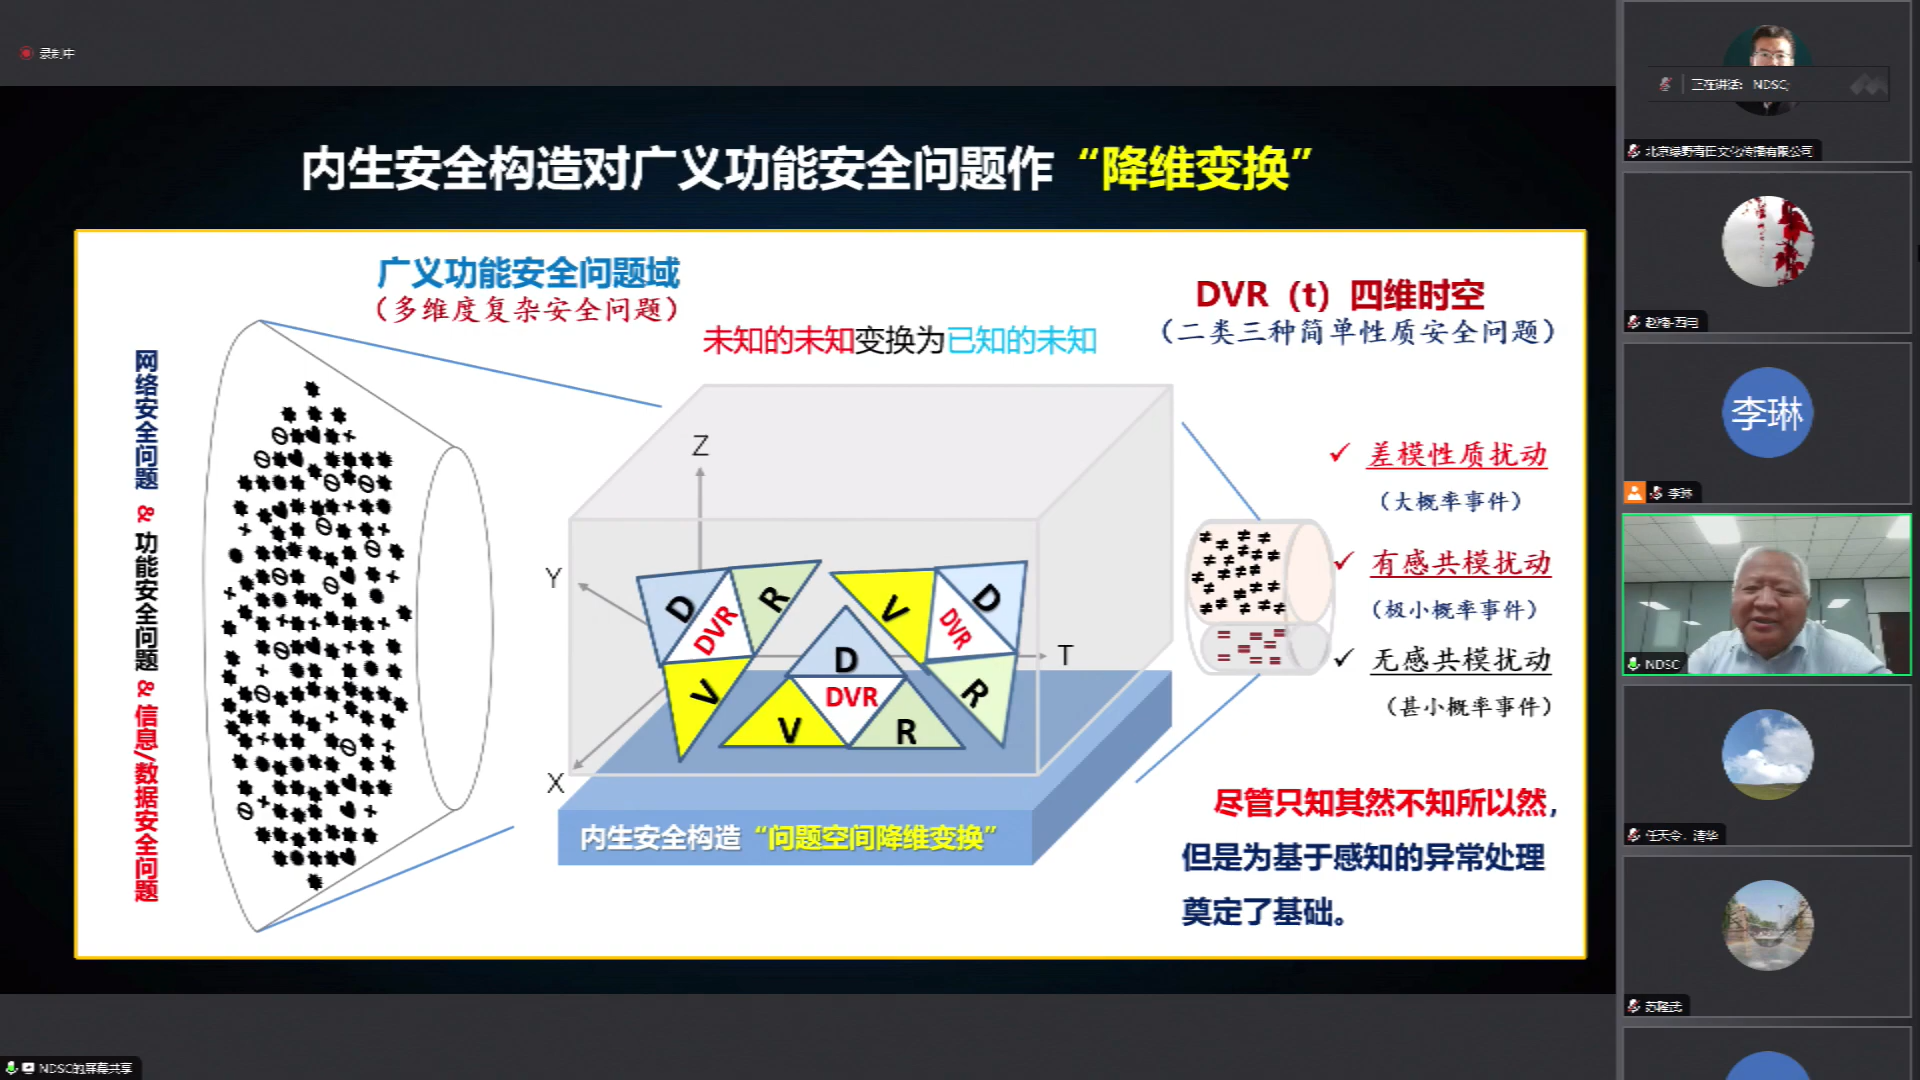 录制中
内生安全构造对广义功能安全问题作“降维变换”
广义功能安全问题域
（多维度复杂安全问题）
未知的未知变换为已知的未知
DVR（t）四维时空
（二类三种简单性质安全问题）
网络安全问题 & 功能安全问题 & 信息/数据安全问题
Z
Y
X
T
D
DVR
R
V
V
DVR
D
R
D
DVR
V
R
内生安全构造“问题空间降维变换”
✓ 差模性质扰动
（大概率事件）
✓ 有感共模扰动
（极小概率事件）
✓ 无感共模扰动
（甚小概率事件）
尽管只知其然不知所以然，
但是为基于感知的异常处理
奠定了基础。
正在讲话: NDSC;
北京绿野青田文化传播有限公司
李琳
李琳
NDSC
任天令、清华
NDSC的屏幕共享